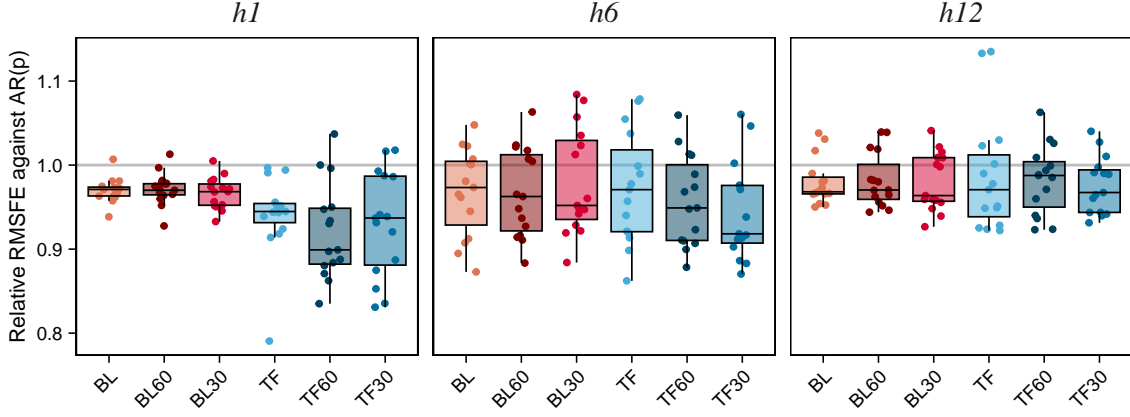 h1 h6 h12
Relative RMSFE against AR(p)
1.1
1.0
0.9
0.8
BL BL60 BL30 TF TF60 TF30 BL BL60 BL30 TF TF60 TF30 BL BL60 BL30 TF TF60 TF30